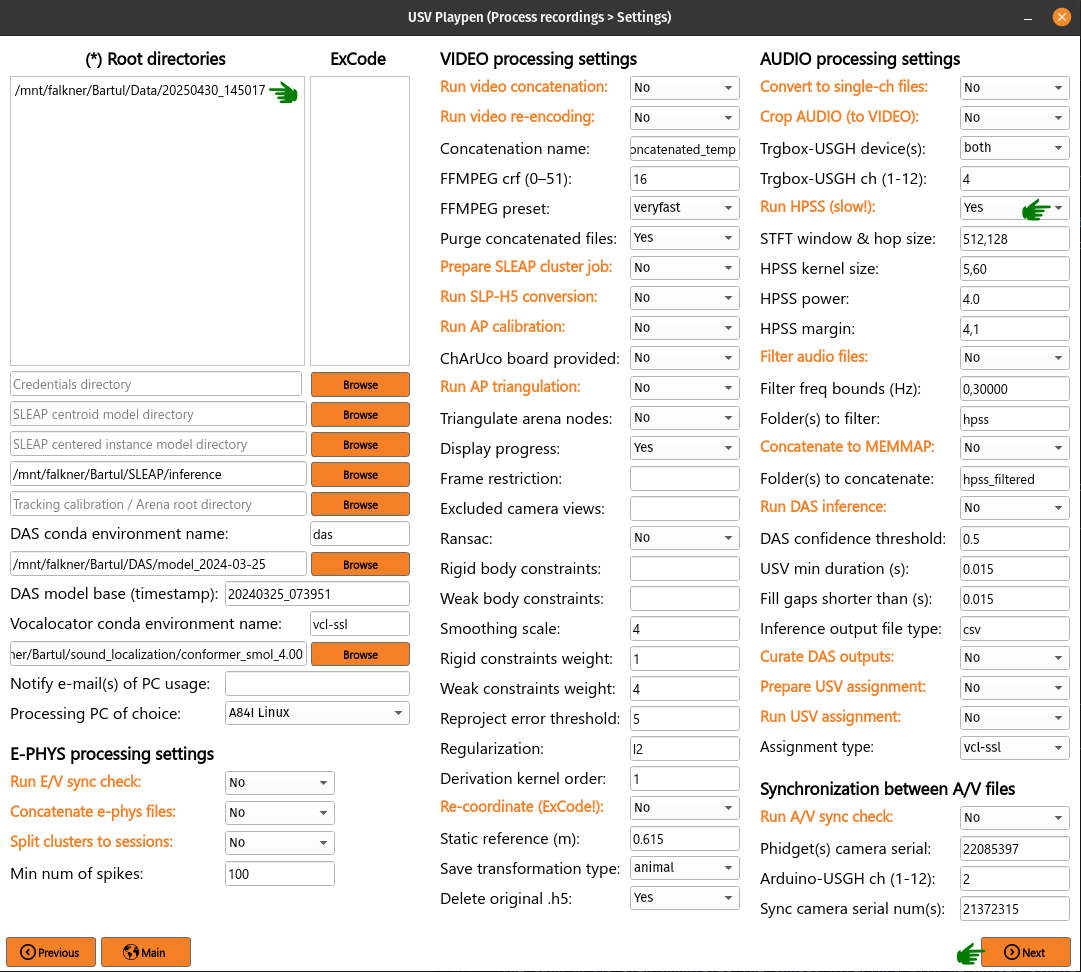 USV Playpen (Process recordings > Settings)
(*) Root directories
ExCode
/mnt/falkner/Bartul/Data/20250430_145017
Credentials directory
Browse
SLEAP centroid model directory
Browse
SLEAP centered instance model directory
Browse
/mnt/falkner/Bartul/SLEAP/inference
Browse
Tracking calibration / Arena root directory
Browse
DAS conda environment name:
das
/mnt/falkner/Bartul/DAS/model_2024-03-25
Browse
DAS model base (timestamp):
20240325_073951
Vocalocator conda environment name:
vcl-ssl
ner/Bartul/sound_localization/conformer_smol_4.00
Browse
Notify e-mail(s) of PC usage:
Processing PC of choice:
A84I Linux
E-PHYS processing settings
Run E/V sync check:
No
Concatenate e-phys files:
No
Split clusters to sessions:
No
Min num of spikes:
100
VIDEO processing settings
Run video concatenation:
No
Run video re-encoding:
No
Concatenation name:
oncatenated_temp
FFMPEG crf (0–51):
16
FFMPEG preset:
veryfast
Purge concatenated files:
Yes
Prepare SLEAP cluster job:
No
Run SLP-H5 conversion:
No
Run AP calibration:
No
ChArUco board provided:
No
Run AP triangulation:
No
Triangulate arena nodes:
No
Display progress:
Yes
Frame restriction:
Excluded camera views:
Ransac:
No
Rigid body constraints:
Weak body constraints:
Smoothing scale:
4
Rigid constraints weight:
1
Weak constraints weight:
4
Reproject error threshold:
5
Regularization:
l2
Derivation kernel order:
1
Re-coordinate (ExCode!):
No
Static reference (m):
0.615
Save transformation type:
animal
Delete original .h5:
Yes
AUDIO processing settings
Convert to single-ch files:
No
Crop AUDIO (to VIDEO):
No
Trgbox-USGH device(s):
both
Trgbox-USGH ch (1-12):
4
Run HPSS (slow!):
Yes
STFT window & hop size:
512,128
HPSS kernel size:
5,60
HPSS power:
4.0
HPSS margin:
4,1
Filter audio files:
No
Filter freq bounds (Hz):
0,30000
Folder(s) to filter:
hpss
Concatenate to MEMMAP:
No
Folder(s) to concatenate:
hpss_filtered
Run DAS inference:
No
DAS confidence threshold:
0.5
USV min duration (s):
0.015
Fill gaps shorter than (s):
0.015
Inference output file type:
csv
Curate DAS outputs:
No
Prepare USV assignment:
No
Run USV assignment:
No
Assignment type:
vcl-ssl
Synchronization between A/V files
Run A/V sync check:
No
Phidget(s) camera serial:
22085397
Arduino-USGH ch (1-12):
2
Sync camera serial num(s):
21372315
Previous
Main
Next